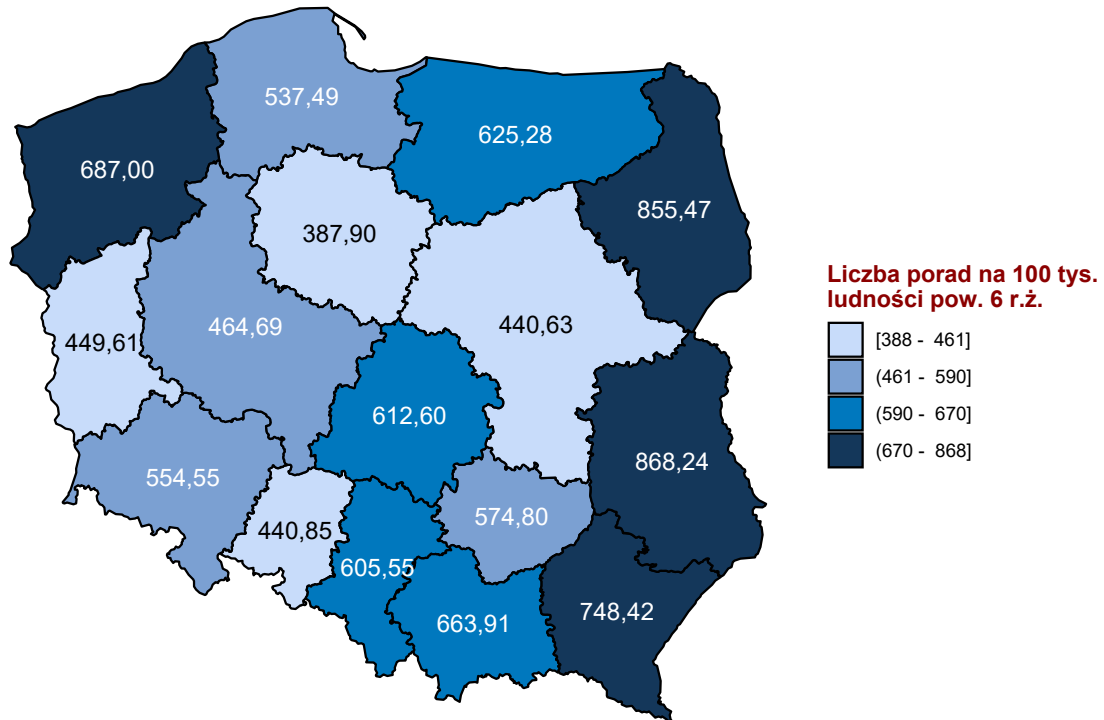 537,49
625,28
687,00
855,47
387,90
464,69
440,63
449,61
612,60
868,24
554,55
574,80
440,85
605,55
748,42
663,91
Liczba porad na 100 tys.
ludności pow. 6 r.ż.
[388 - 461]
(461 - 590]
(590 - 670]
(670 - 868]